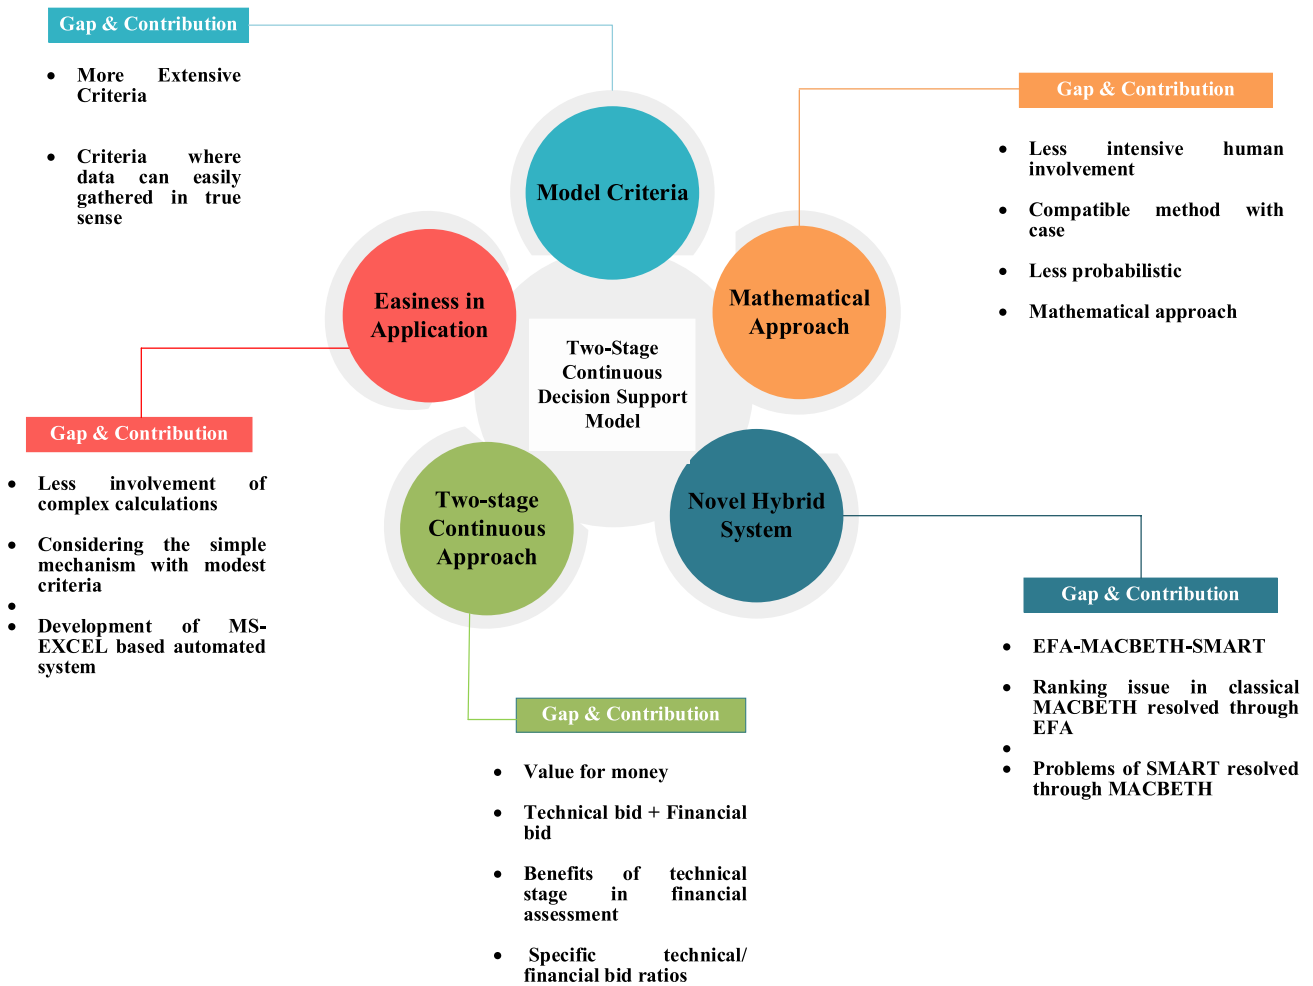 Gap & Contribution
• More Extensive
Criteria
• Criteria where
data can easily
gathered in true
sense
Model Criteria
Gap & Contribution
• Less intensive human
involvement
• Compatible method with
case
• Less probabilistic
• Mathematical approach
Mathematical
Approach
Easiness in
Application
Two-Stage
Continuous
Decision Support
Model
Gap & Contribution
• Less involvement of
complex calculations
• Considering the simple
mechanism with modest
criteria
•
• Development of MS-
EXCEL based automated
system
Two-stage
Continuous
Approach
Novel Hybrid
System
Gap & Contribution
• EFA-MACBETH-SMART
• Ranking issue in classical
MACBETH resolved through
EFA
•
• Problems of SMART resolved
through MACBETH
Gap & Contribution
• Value for money
• Technical bid + Financial
bid
• Benefits of technical
stage in financial
assessment
• Specific technical/
financial bid ratios